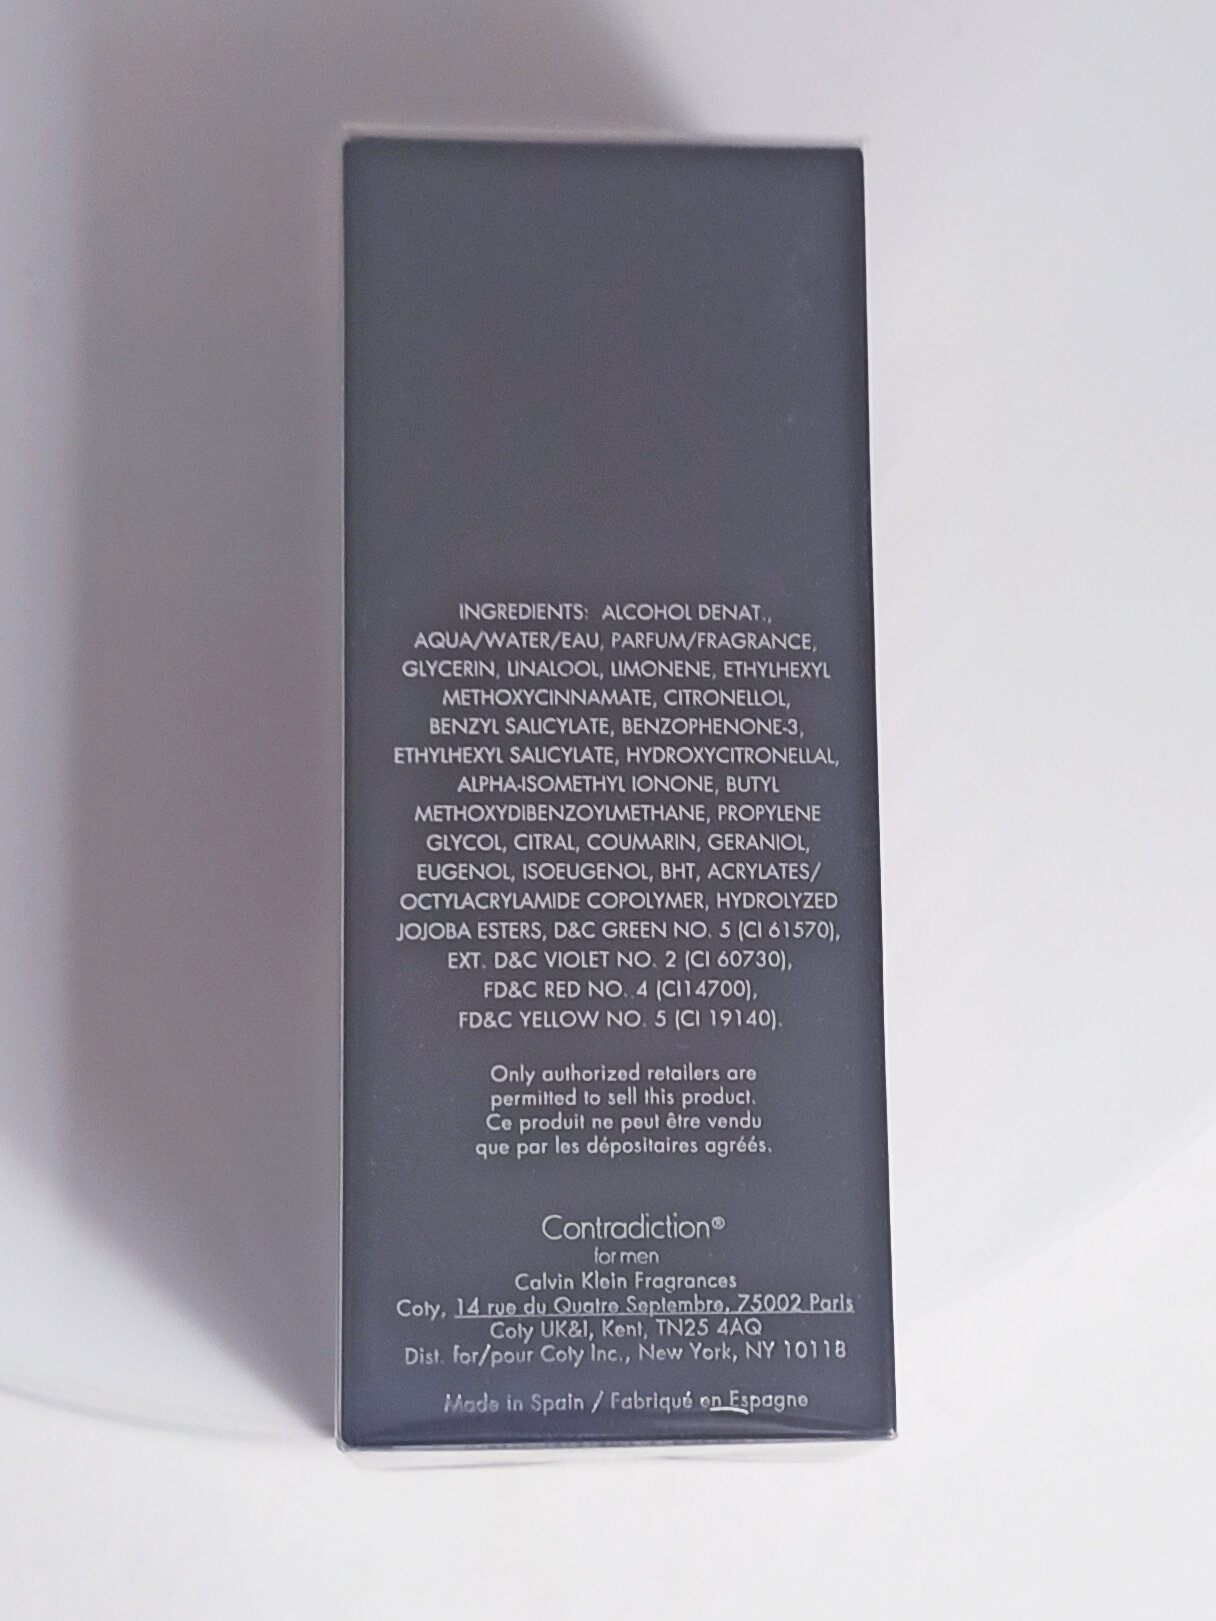 INGREDIENTS: ALCOHOL DENAT.,
AQUA/WATER/EAU, PARFUM/FRAGRANCE,
GLYCERIN, LINALOOL, LIMONENE, ETHYLHEXYL
METHOXYCINNAMATE, CITRONELLOL,
BENZYL SALICYLATE, BENZOPHENONE-3,
ETHYLHEXYL SALICYLATE, HYDROXYCITRONELLAL,
ALPHA-ISOMETHYL IONONE, BUTYL
METHOXYDIBENZOYLMETHANE, PROPYLENE
GLYCOL, CITRAL, COUMARIN, GERANIOL,
EUGENOL, ISOEUGENOL, BHT, ACRYLATES/
OCTYLACRYLAMIDE COPOLYMER, HYDROLYZED
JOJOBA ESTERS, D&C GREEN NO. 5 (CI 61570),
EXT. D&C VIOLET NO. 2 (CI 60730),
FD&C RED NO. 4 (CI14700),
FD&C YELLOW NO. 5 (CI 19140).
Only authorized retailers are
permitted to sell this product.
Ce produit ne peut être vendu
que par les dépositaires agréés.
Contradiction®
for men
Calvin Klein Fragrances
Coty, 14 rue du Quatre Septembre, 75002 Paris
Coty UK&I, Kent, TN25 4AQ
Dist. for/pour Coty Inc., New York, NY 10118
Made in Spain / Fabriqué en Espagne